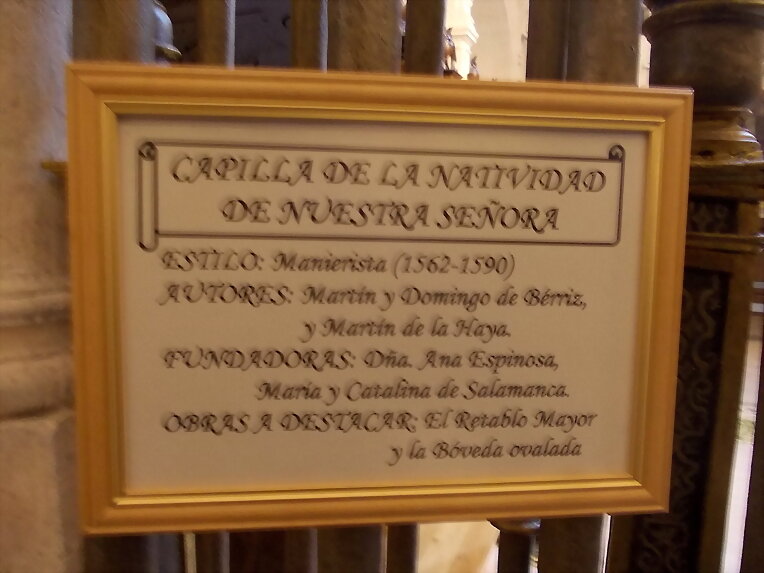 CAPILLA DE LA NATIVIDAD
DE NUESTRA SEÑORA
ESTILO: Manierista (1562-1590)
AUTORES: Martín y Domingo de Bérriz,
y Martín de la Haya.
FUNDADORAS: Dña. Ana Espinosa,
María y Catalina de Salamanca.
OBRAS A DESTACAR: El Retablo Mayor
y la Bóveda ovalada